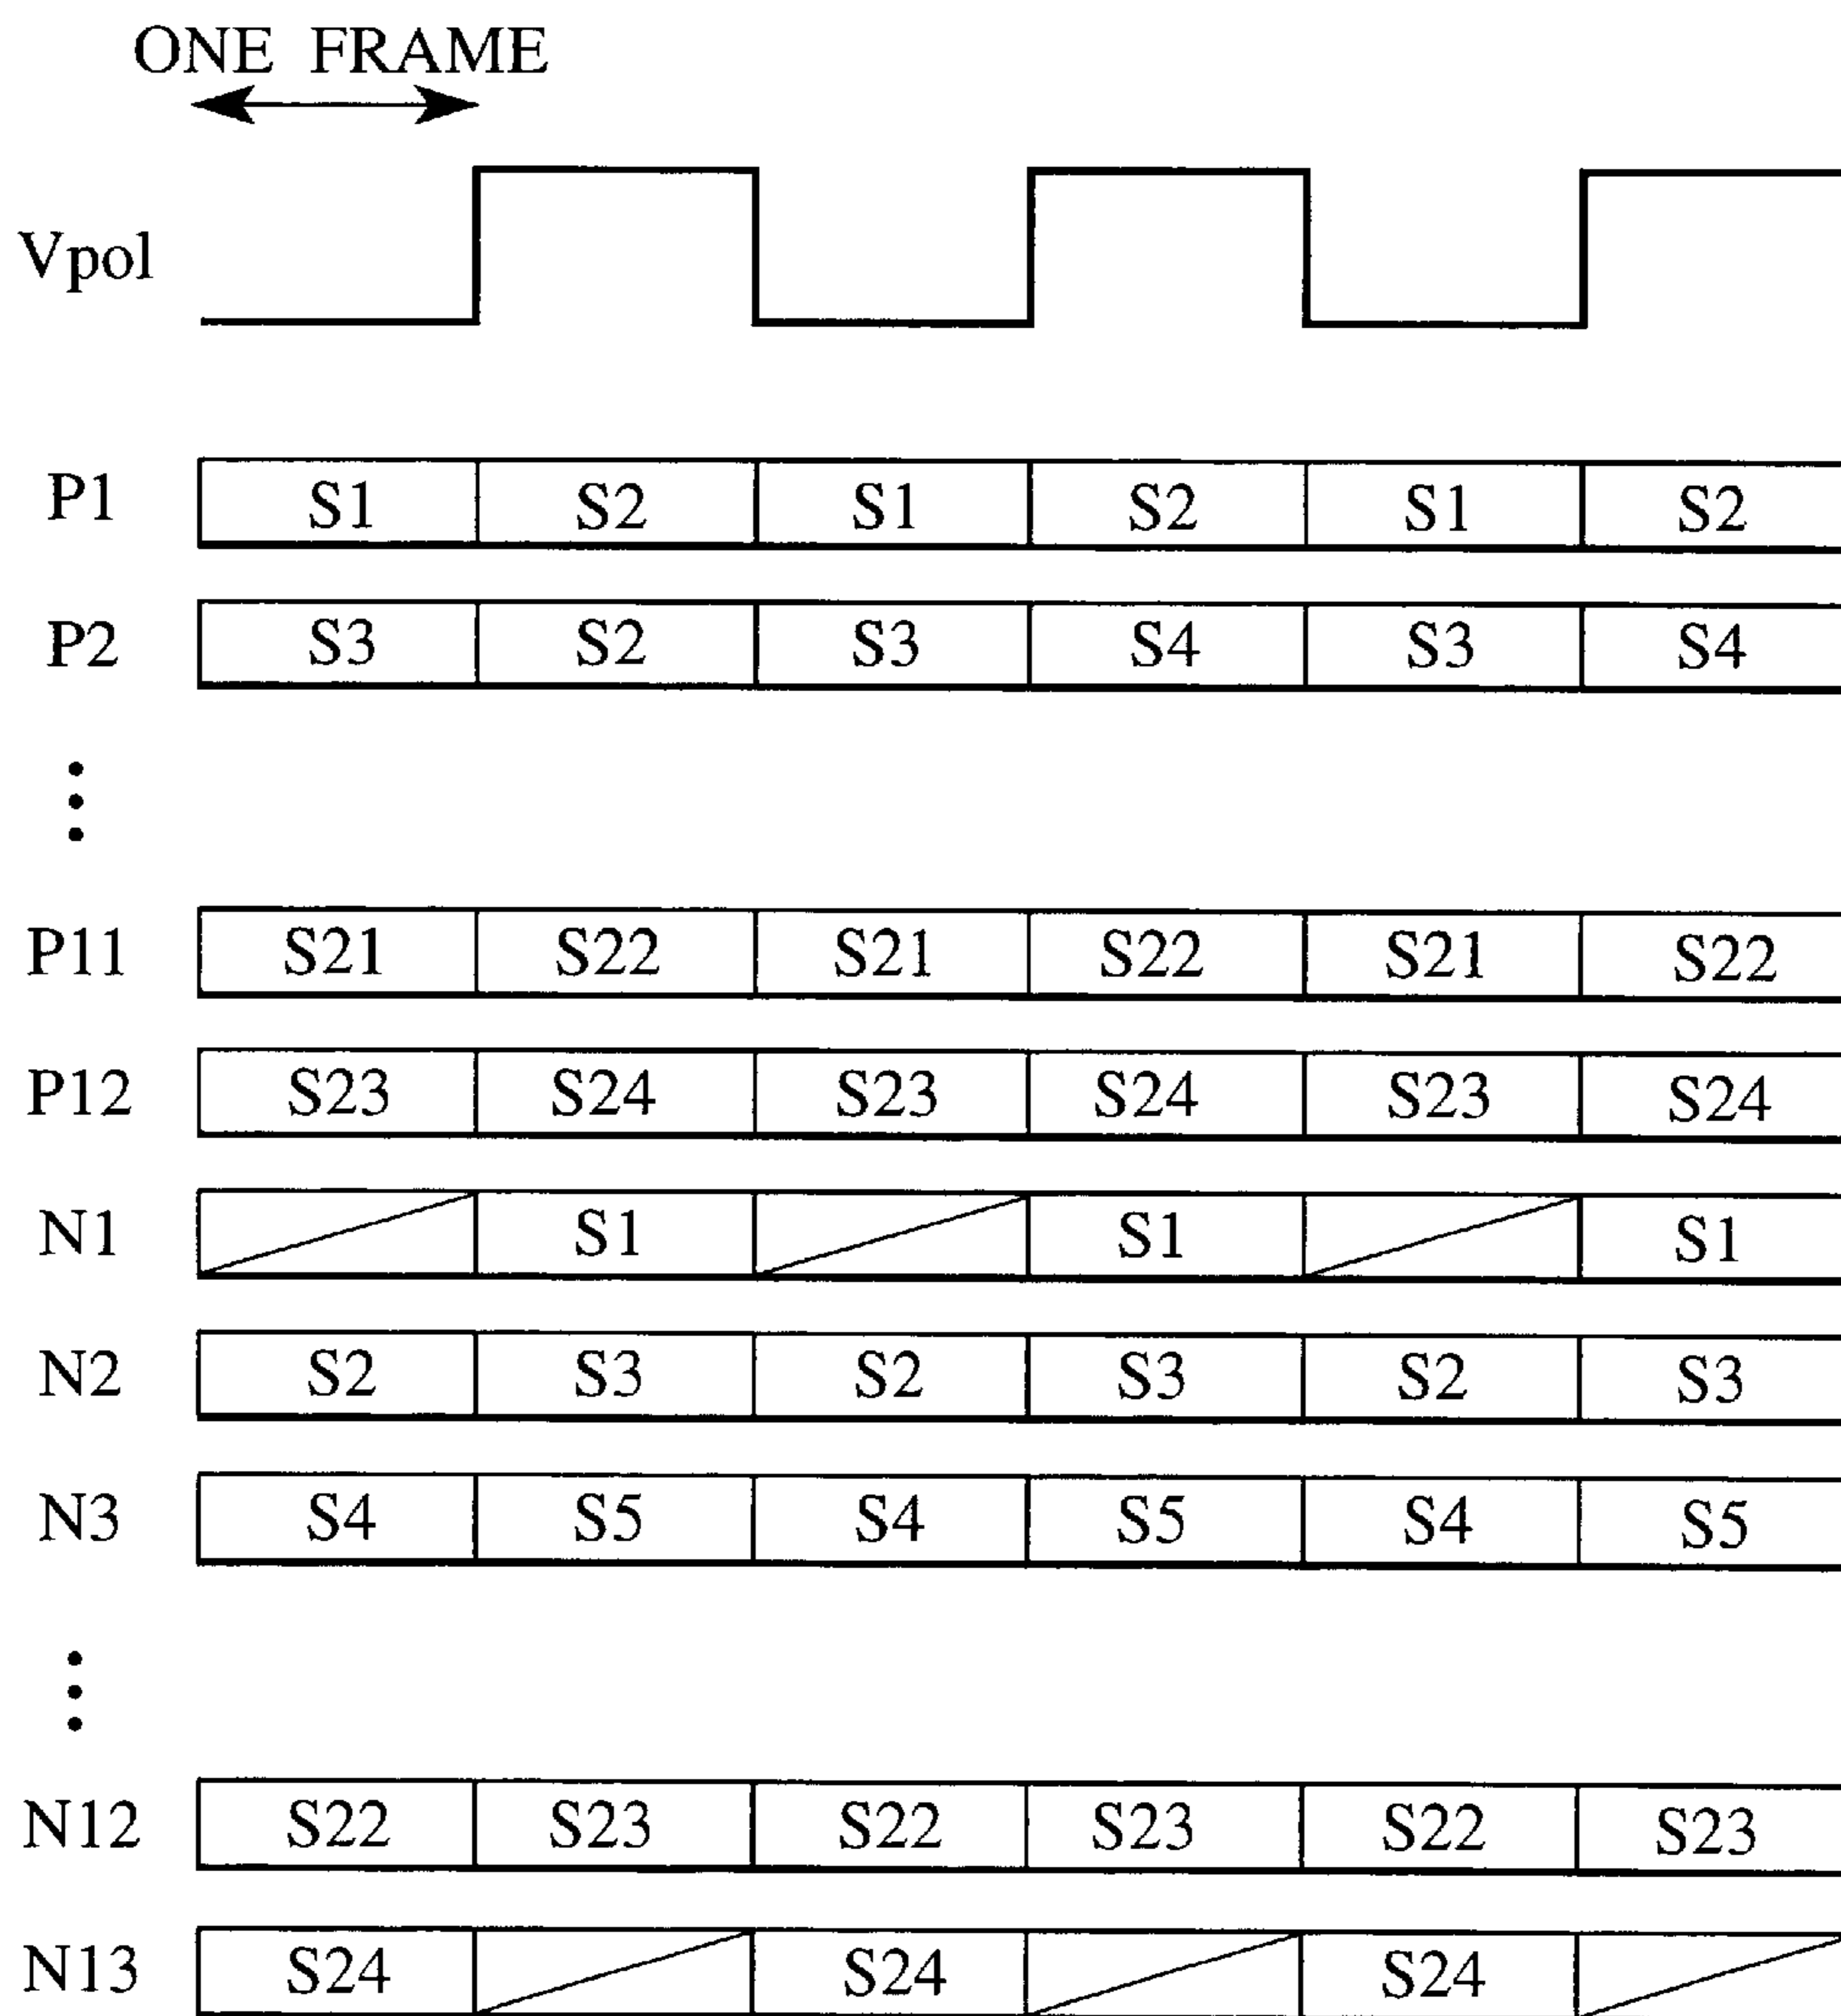 ONE FRAME
Vpol
P1 S1 S2 S1 S2 S1 S2
P2 S3 S2 S3 S4 S3 S4
P11 S21 S22 S21 S22 S21 S22
P12 S23 S24 S23 S24 S23 S24
N1 S1 S1 S1
N2 S2 S3 S2 S3 S2 S3
N3 S4 S5 S4 S5 S4 S5
N12 S22 S23 S22 S23 S22 S23
N13 S24 S24 S24